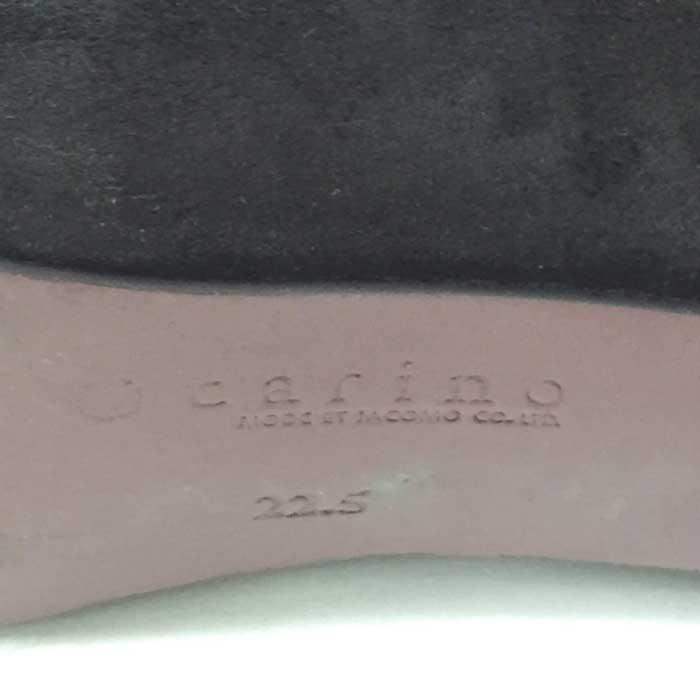 carino
MODE ET JACOMO CO., LTD.
22.5